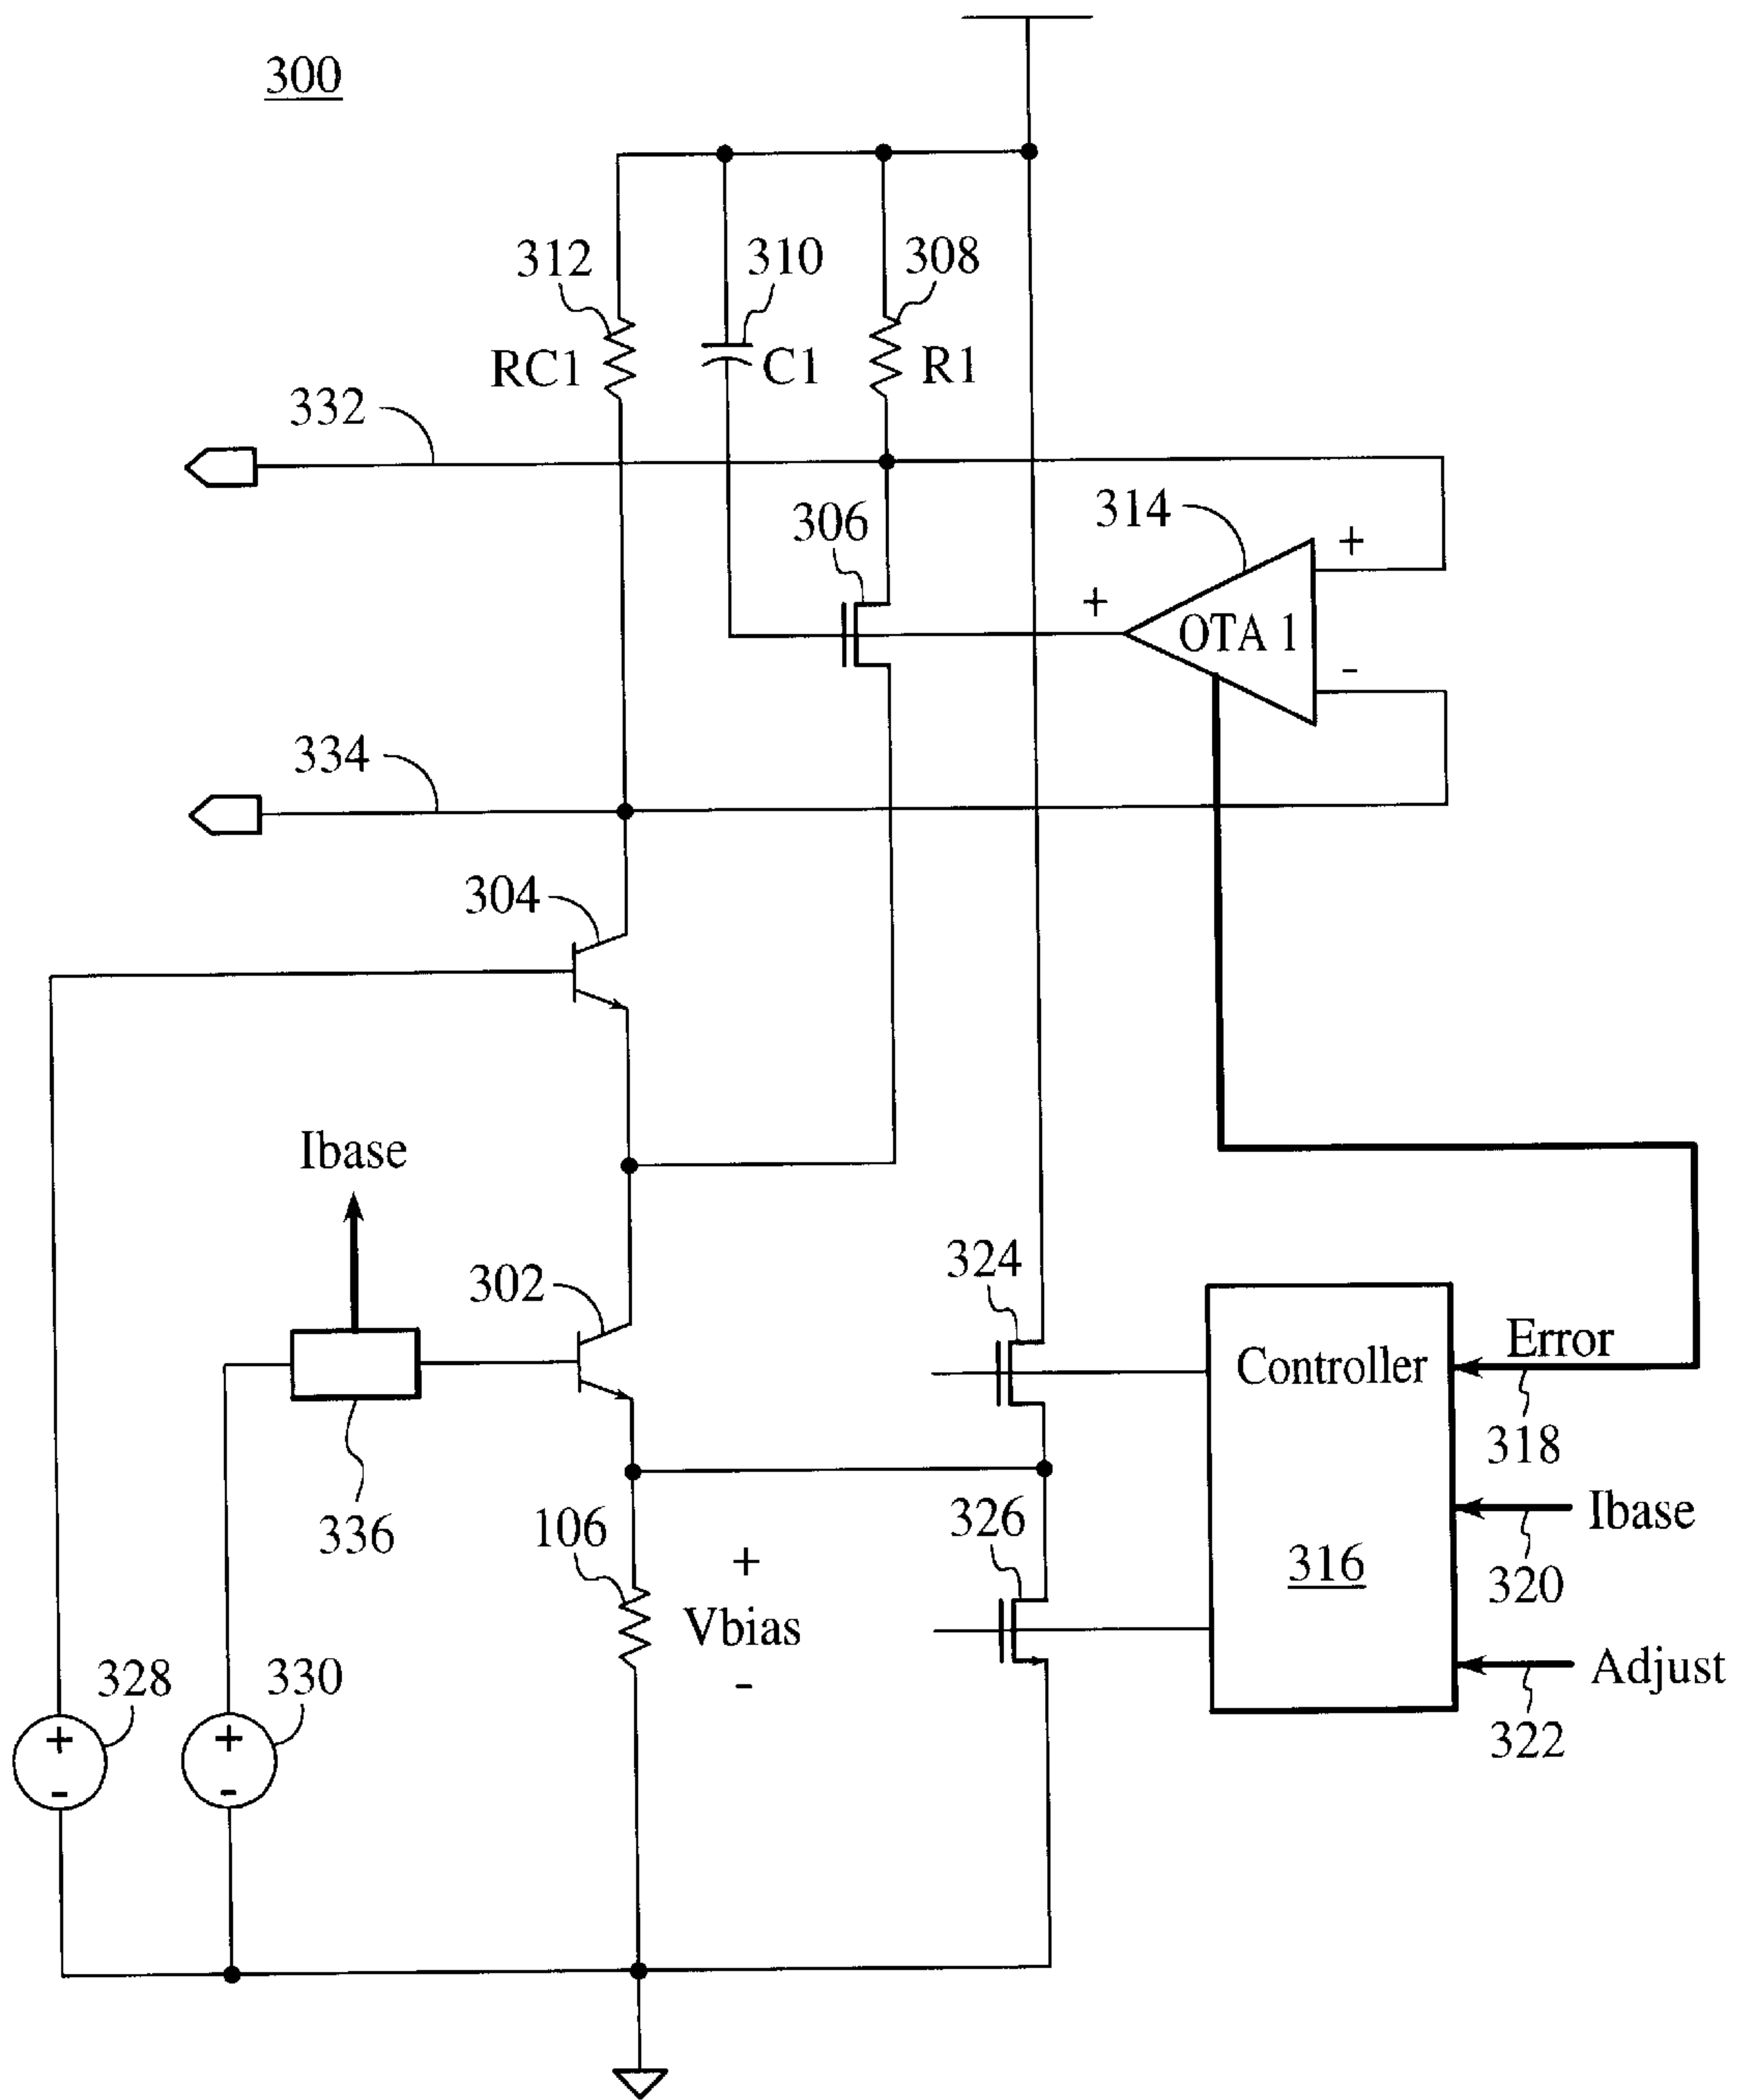 300
312
310
308
RC1
C1
R1
332
306
314
+
+
OTA 1
-
334
304
Ibase
302
324
Controller
Error
318
336
106
326
Ibase
+
316
320
Vbias
328
330
-
Adjust
322
+
+
-
-